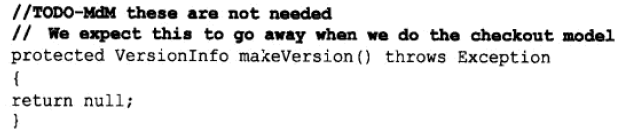 //TODO-MdM these are not needed
// We expect this to go away when we do the checkout model
protected VersionInfo makeVersion() throws Exception
{
return null;
}